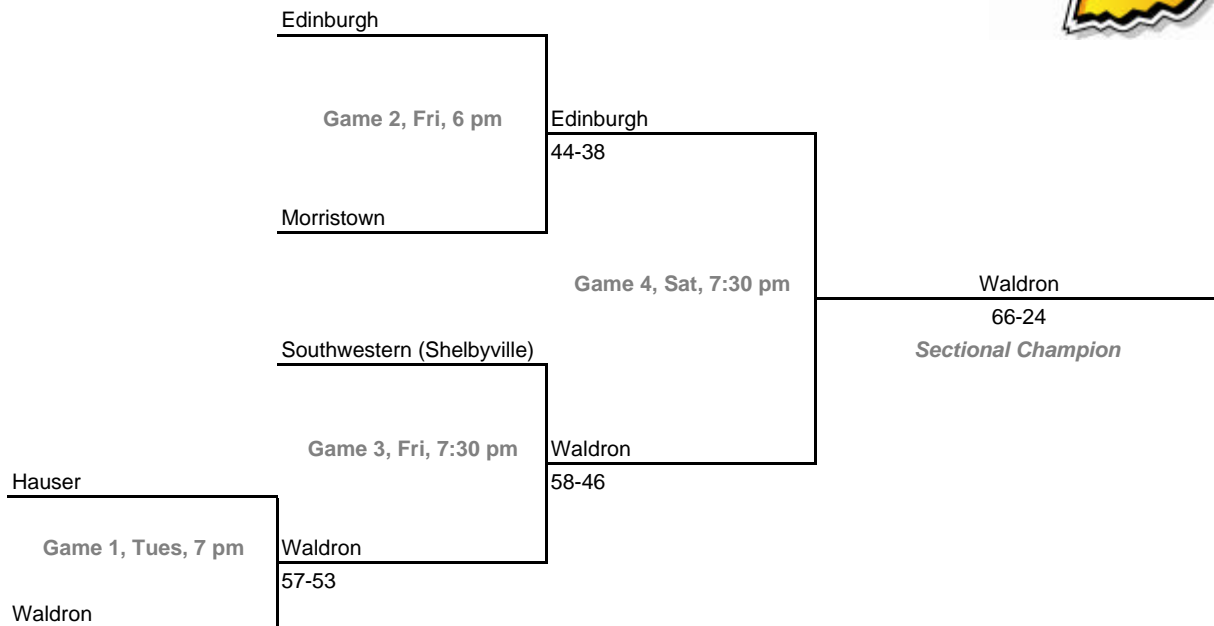 Edinburgh
Game 2, Fri, 6 pm
Edinburgh
44-38
Morristown
Game 4, Sat, 7:30 pm
Waldron
66-24
Sectional Champion
Southwestern (Shelbyville)
Game 3, Fri, 7:30 pm
Waldron
58-46
Hauser
Game 1, Tues, 7 pm
Waldron
57-53
Waldron